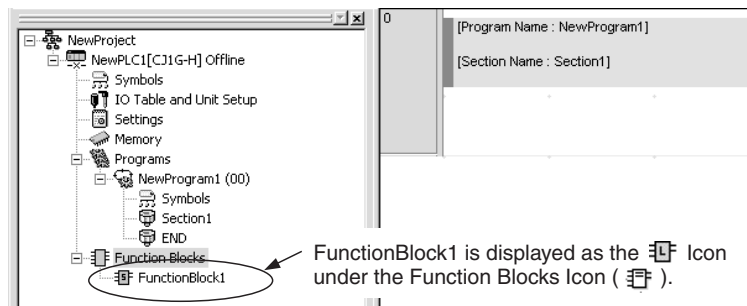 NewProject
NewPLC1[CJ1G-H] Offline
Symbols
IO Table and Unit Setup
Settings
Memory
Programs
NewProgram1 (00)
Symbols
Section1
END
Function Blocks
S FunctionBlock1
0
[Program Name : NewProgram1]
[Section Name : Section1]
FunctionBlock1 is displayed as the L Icon
under the Function Blocks Icon ( ).